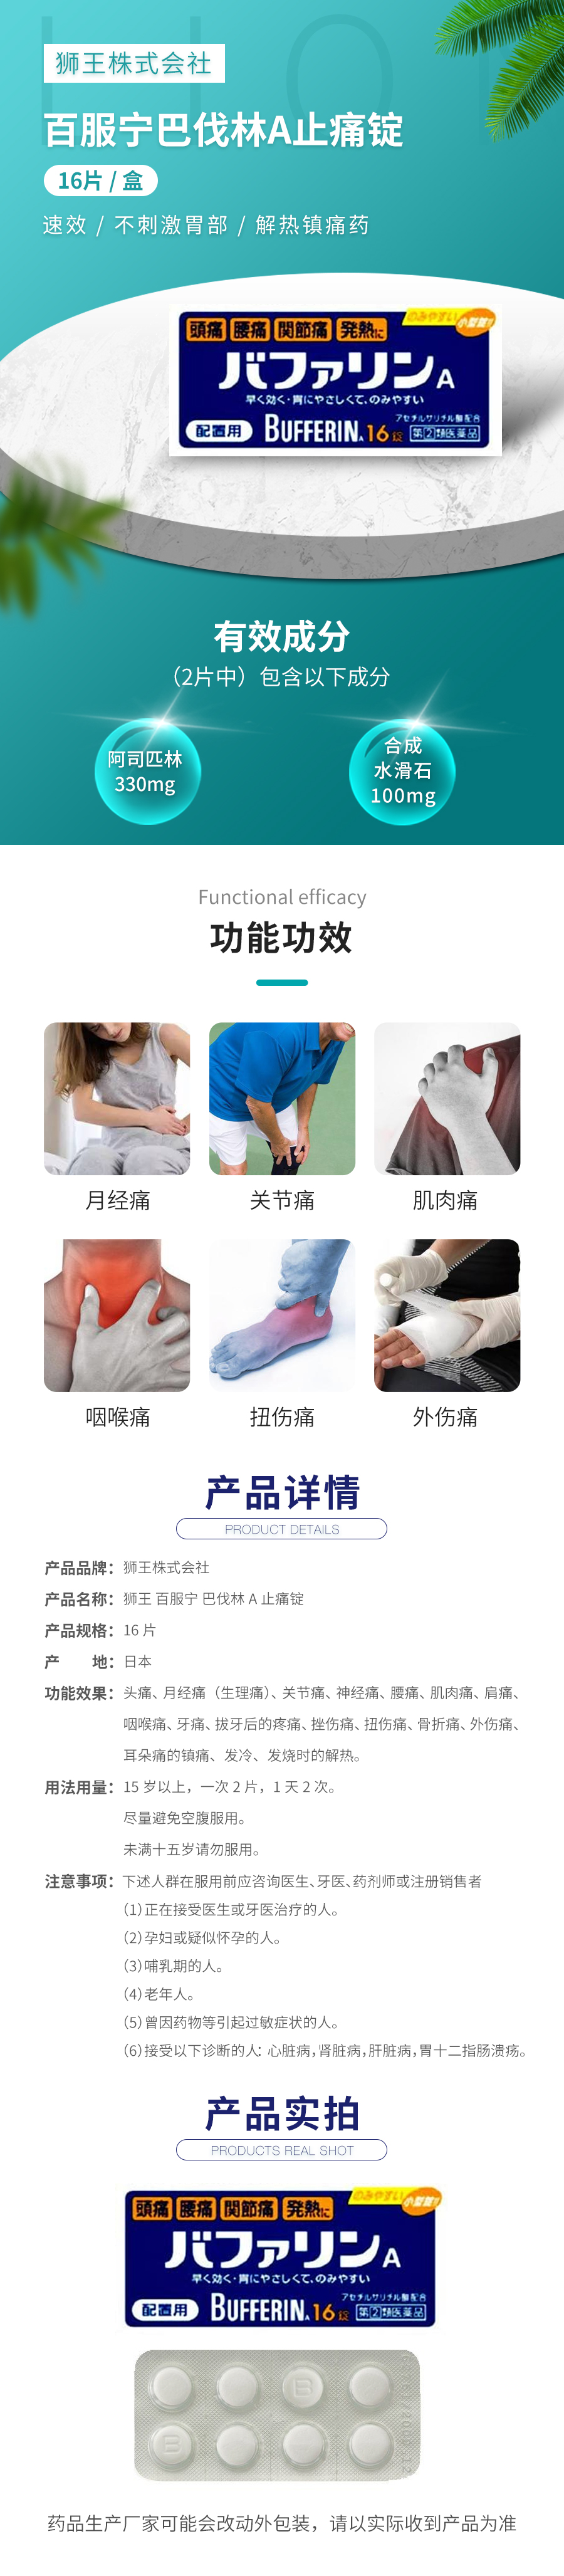 LION
狮王株式会社
百服宁巴伐林A止痛锭
16片 / 盒
速效 / 不刺激胃部 / 解热镇痛药
のみやすい
小型錠!!
頭痛 腰痛 関節痛 発熱に
バファリンA
早く効く・胃にやさしくて、のみやすい
アセチルサリチル酸配合
配置用 BUFFERIN A 16錠 第②類医薬品
有效成分
（2片中）包含以下成分
阿司匹林
330mg
合成
水滑石
100mg
Functional efficacy
功能功效
月经痛 关节痛 肌肉痛
咽喉痛 扭伤痛 外伤痛
产品详情
PRODUCT DETAILS
产品品牌：狮王株式会社
产品名称：狮王 百服宁 巴伐林 A 止痛锭
产品规格：16 片
产 地：日本
功能效果：头痛、月经痛（生理痛）、关节痛、神经痛、腰痛、肌肉痛、肩痛、
咽喉痛、牙痛、拔牙后的疼痛、挫伤痛、扭伤痛、骨折痛、外伤痛、
耳朵痛的镇痛、发冷、发烧时的解热。
用法用量：15 岁以上，一次 2 片，1 天 2 次。
尽量避免空腹服用。
未满十五岁请勿服用。
注意事项：下述人群在服用前应咨询医生、牙医、药剂师或注册销售者
（1）正在接受医生或牙医治疗的人。
（2）孕妇或疑似怀孕的人。
（3）哺乳期的人。
（4）老年人。
（5）曾因药物等引起过敏症状的人。
（6）接受以下诊断的人：心脏病，肾脏病，肝脏病，胃十二指肠溃疡。
产品实拍
PRODUCTS REAL SHOT
のみやすい
小型錠!!
頭痛 腰痛 関節痛 発熱に
バファリンA
早く効く・胃にやさしくて、のみやすい
アセチルサリチル酸配合
配置用 BUFFERIN A 16錠 第②類医薬品
B
B
药品生产厂家可能会改动外包装，请以实际收到产品为准